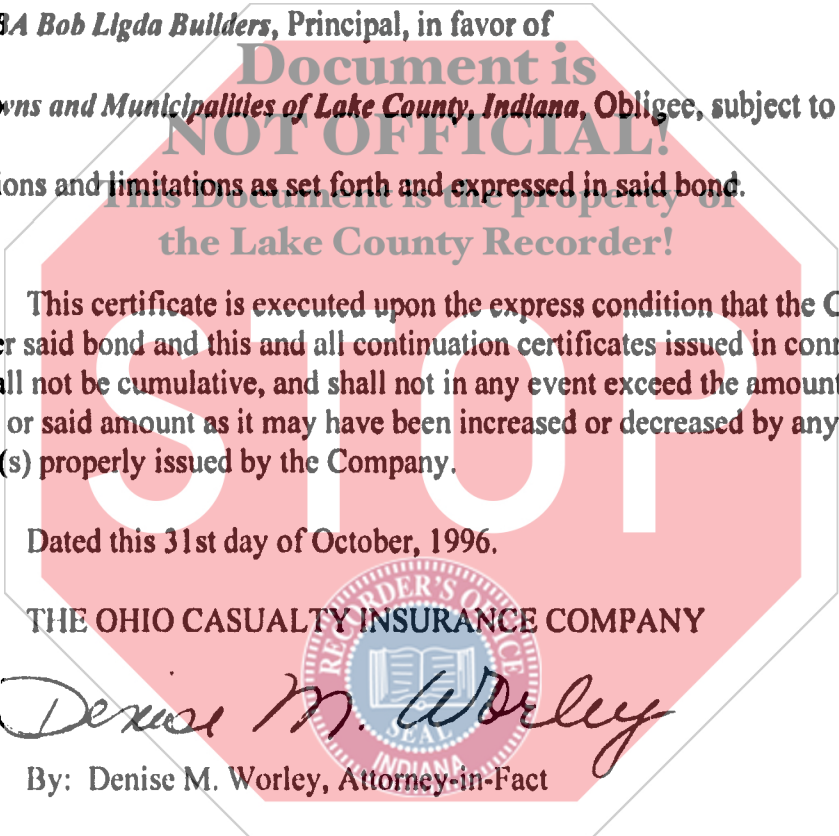 BA Bob Ligda Builders, Principal, in favor of
Document is
wns and Municipalities of Lake County, Indiana, Obligee, subject to
NOT OFFICIAL!
ions and limitations as set forth and expressed in said bond.
This Document is the property of
the Lake County Recorder!
This certificate is executed upon the express condition that the C
er said bond and this and all continuation certificates issued in conn
all not be cumulative, and shall not in any event exceed the amount
or said amount as it may have been increased or decreased by any
(s) properly issued by the Company.
STOP
Dated this 31st day of October, 1996.
THE OHIO CASUALTY INSURANCE COMPANY
RECORDER'S OFFICE
Denise M. Worley
SEAL
INDIANA
By: Denise M. Worley, Attorney-in-Fact